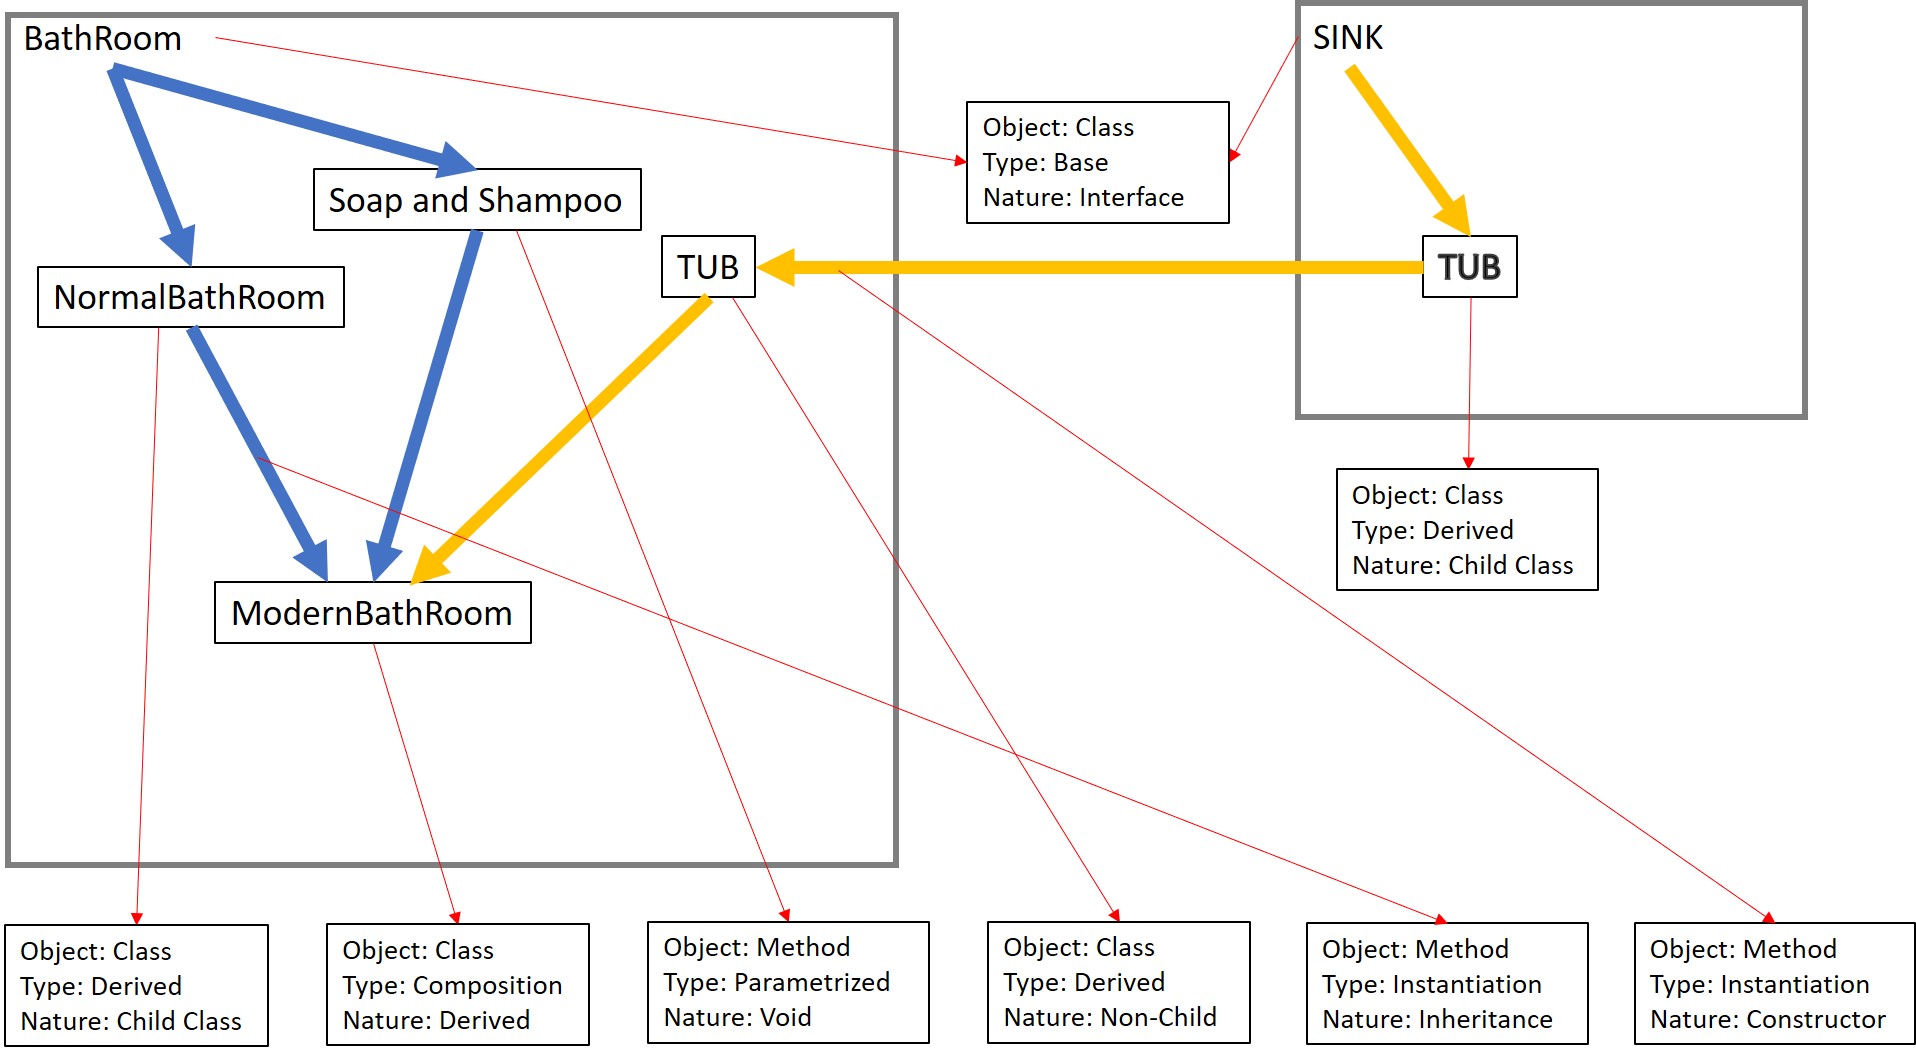 BathRoom
SINK
Object: Class
Type: Base
Nature: Interface
Soap and Shampoo
TUB
TUB
NormalBathRoom
Object: Class
Type: Derived
Nature: Child Class
ModernBathRoom
Object: Class
Type: Derived
Nature: Child Class
Object: Class
Type: Composition
Nature: Derived
Object: Method
Type: Parametrized
Nature: Void
Object: Class
Type: Derived
Nature: Non-Child
Object: Method
Type: Instantiation
Nature: Inheritance
Object: Method
Type: Instantiation
Nature: Constructor